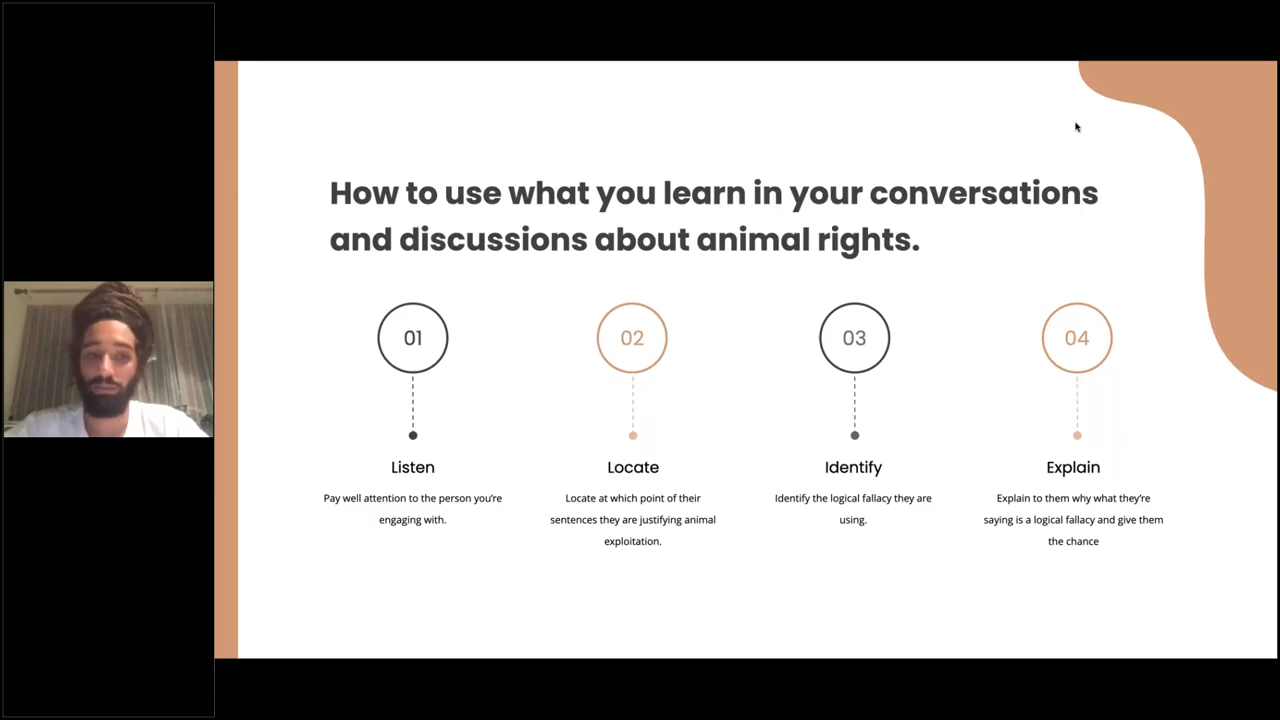 How to use what you learn in your conversations
and discussions about animal rights.
01
02
03
04
Listen
Pay well attention to the person you're
engaging with.
Locate
Locate at which point of their
sentences they are justifying animal
exploitation.
Identify
Identify the logical fallacy they are
using.
Explain
Explain to them why what they're
saying is a logical fallacy and give them
the chance